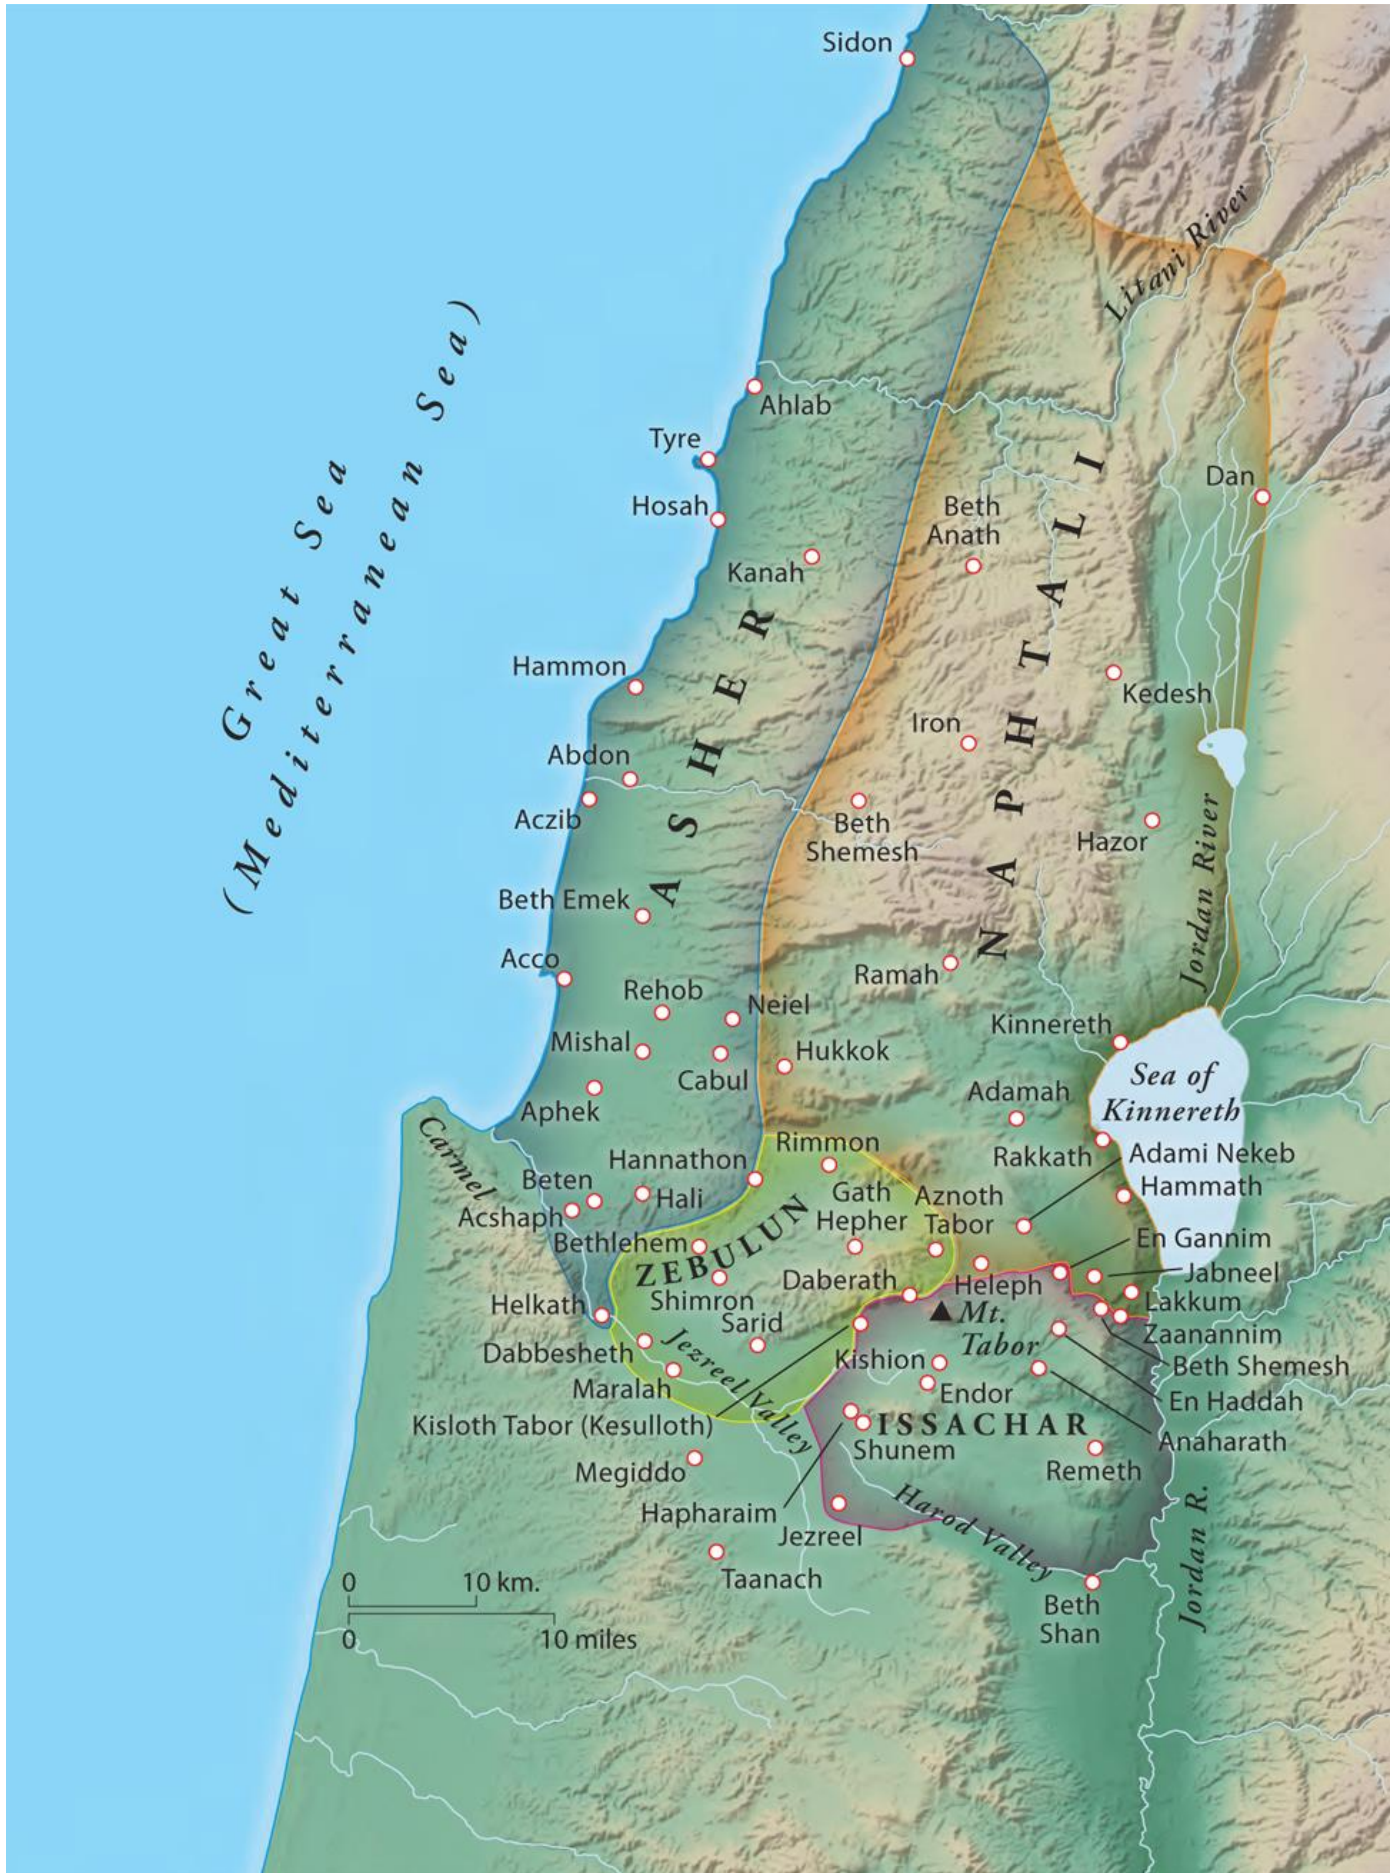 Sidon
Litani River
Great Sea
(Mediterranean Sea)
Ahlab
Tyre
Hosah
Kanah
Beth
Anath
Dan
NAPHTALI
ASHER
Hammon
Kedesh
Iron
Abdon
Aczib
Beth
Shemesh
Hazor
Jordan River
Beth Emek
Acco
Ramah
Rehob
Neiel
Kinnereth
Mishal
Hukkok
Cabul
Sea of
Kinnereth
Aphek
Adamah
Carmel
Rimmon
Rakkath
Adami Nekeb
Hannathon
Hammath
Beten
Hali
Gath
Hepher
Aznoth
Tabor
Acshaph
Bethlehem
ZEBULUN
En Gannim
Daberath
Heleph
Jabneel
Shimron
Helkath
Lakkum
Sarid
Mt.
Tabor
Zaanannim
Dabbesheth
Jezreel Valley
Kishion
Beth Shemesh
Maralah
Endor
En Haddah
Kisloth Tabor (Kesulloth)
ISSACHAR
Anaharath
Shunem
Megiddo
Remeth
Hapharaim
Harod Valley
Jezreel
Jordan R.
Taanach
0 10 km.
Beth
Shan
0 10 miles